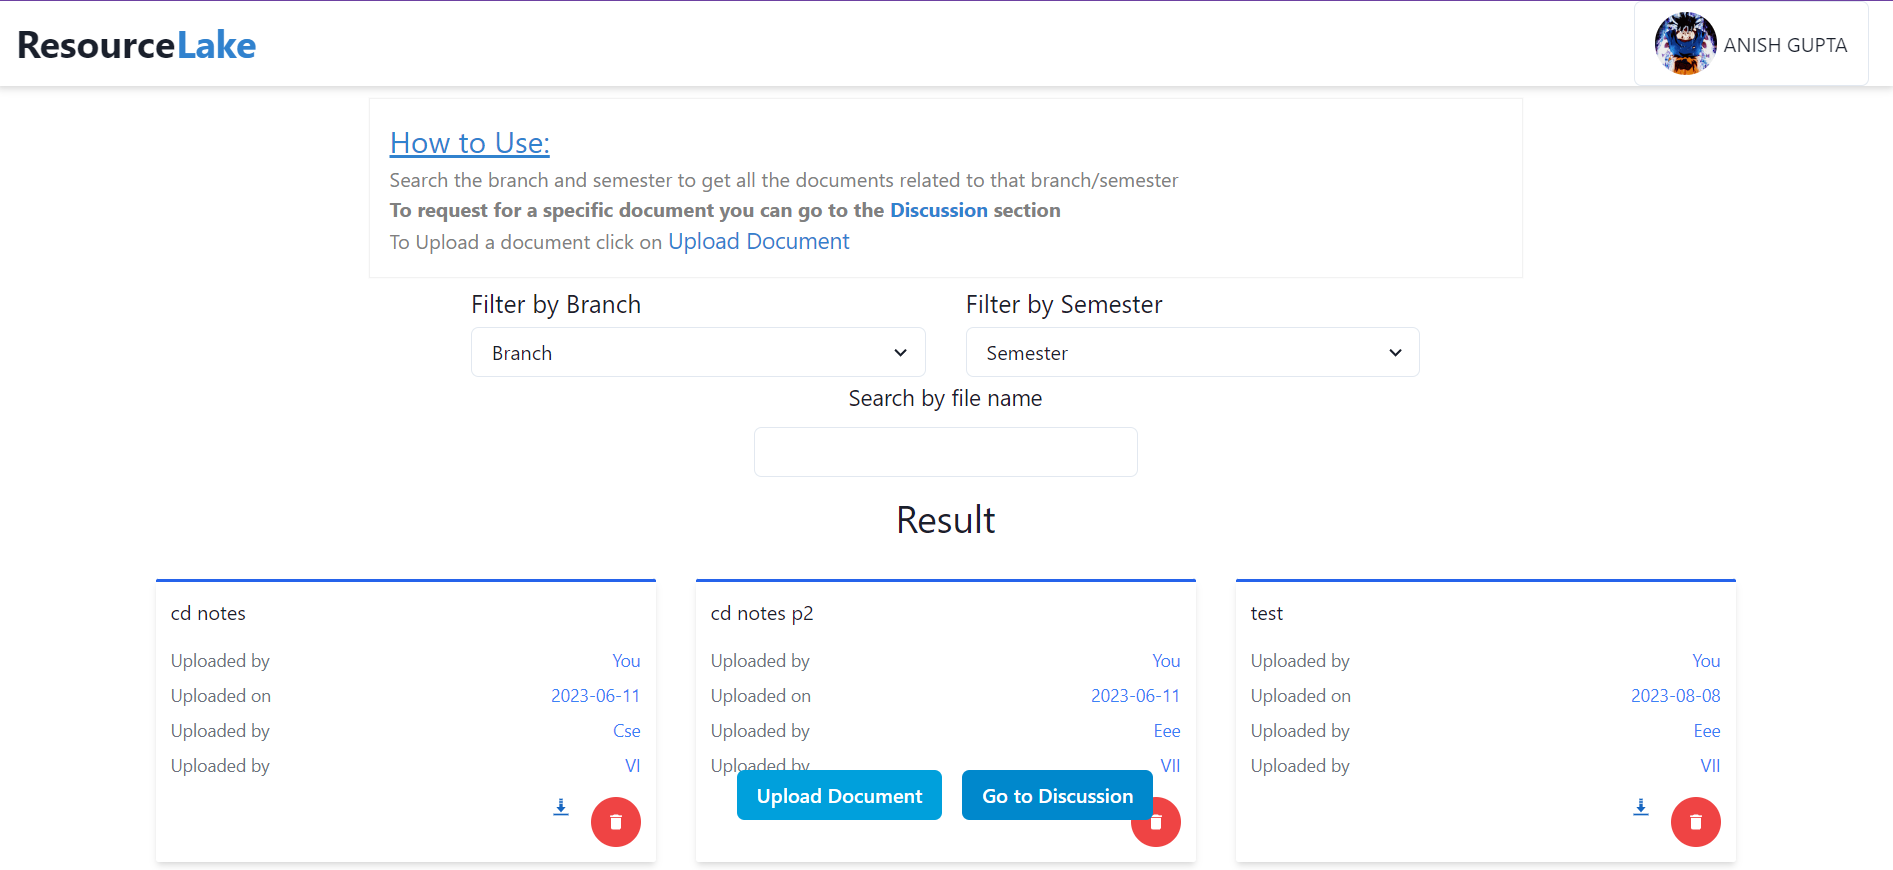 ResourceLake
ANISH GUPTA
How to Use:
Search the branch and semester to get all the documents related to that branch/semester
To request for a specific document you can go to the Discussion section
To Upload a document click on Upload Document
Filter by Branch
Filter by Semester
Branch
Semester
Search by file name
Result
cd notes
Uploaded by You
Uploaded on 2023-06-11
Uploaded by Cse
Uploaded by VI
cd notes p2
Uploaded by You
Uploaded on 2023-06-11
Uploaded by Eee
Uploaded by VII
Upload Document
Go to Discussion
test
Uploaded by You
Uploaded on 2023-08-08
Uploaded by Eee
Uploaded by VII